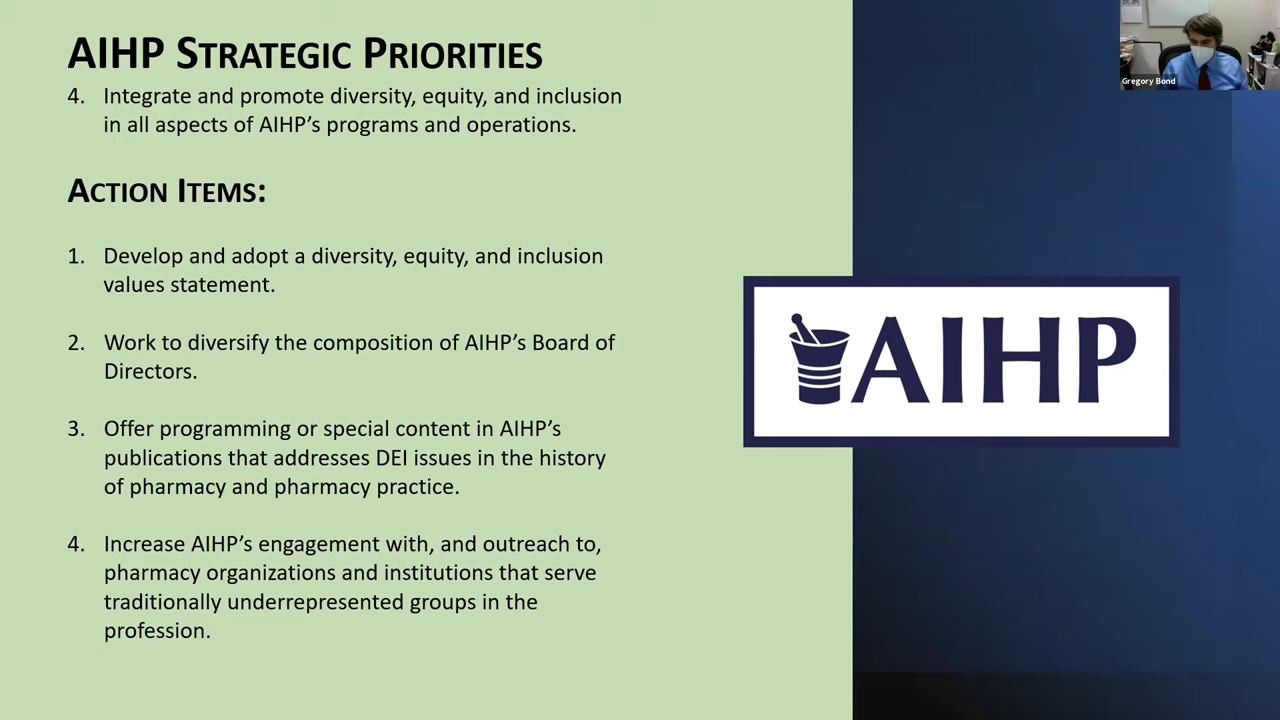 AIHP STRATEGIC PRIORITIES
4. Integrate and promote diversity, equity, and inclusion
in all aspects of AIHP's programs and operations.
ACTION ITEMS:
1. Develop and adopt a diversity, equity, and inclusion
values statement.
2. Work to diversify the composition of AIHP's Board of
Directors.
3. Offer programming or special content in AIHP's
publications that addresses DEI issues in the history
of pharmacy and pharmacy practice.
4. Increase AIHP's engagement with, and outreach to,
pharmacy organizations and institutions that serve
traditionally underrepresented groups in the
profession.
AIHP
Gregory Bond